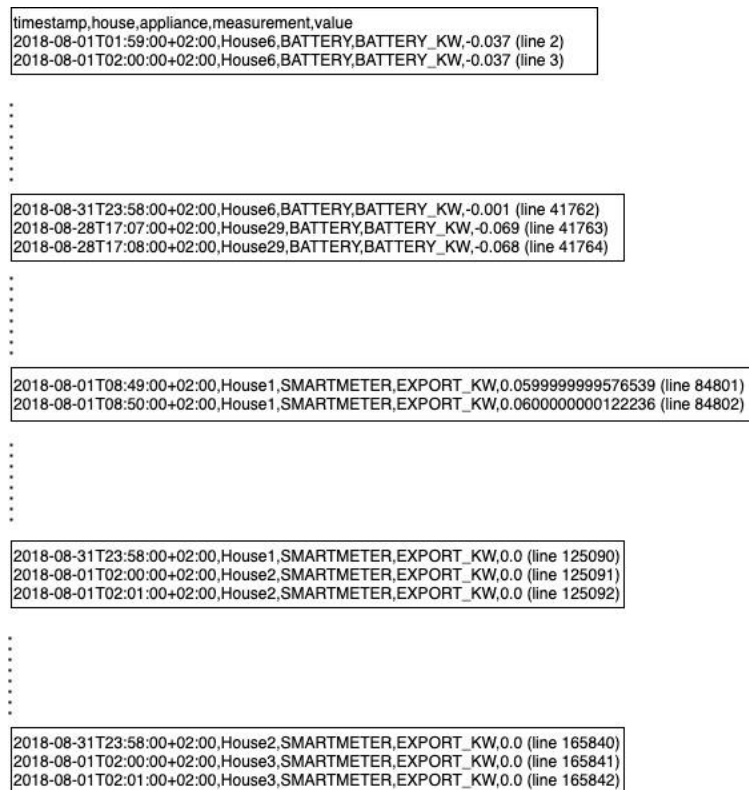 timestamp,house,appliance,measurement,value
2018-08-01T01:59:00+02:00,House6,BATTERY,BATTERY_KW,-0.037 (line 2)
2018-08-01T02:00:00+02:00,House6,BATTERY,BATTERY_KW,-0.037 (line 3)
2018-08-31T23:58:00+02:00,House6,BATTERY,BATTERY_KW,-0.001 (line 41762)
2018-08-28T17:07:00+02:00,House29,BATTERY,BATTERY_KW,-0.069 (line 41763)
2018-08-28T17:08:00+02:00,House29,BATTERY,BATTERY_KW,-0.068 (line 41764)
2018-08-01T08:49:00+02:00,House1,SMARTMETER,EXPORT_KW,0.0599999999576539 (line 84801)
2018-08-01T08:50:00+02:00,House1,SMARTMETER,EXPORT_KW,0.0600000000122236 (line 84802)
2018-08-31T23:58:00+02:00,House1,SMARTMETER,EXPORT_KW,0.0 (line 125090)
2018-08-01T02:00:00+02:00,House2,SMARTMETER,EXPORT_KW,0.0 (line 125091)
2018-08-01T02:01:00+02:00,House2,SMARTMETER,EXPORT_KW,0.0 (line 125092)
2018-08-31T23:58:00+02:00,House2,SMARTMETER,EXPORT_KW,0.0 (line 165840)
2018-08-01T02:00:00+02:00,House3,SMARTMETER,EXPORT_KW,0.0 (line 165841)
2018-08-01T02:01:00+02:00,House3,SMARTMETER,EXPORT_KW,0.0 (line 165842)